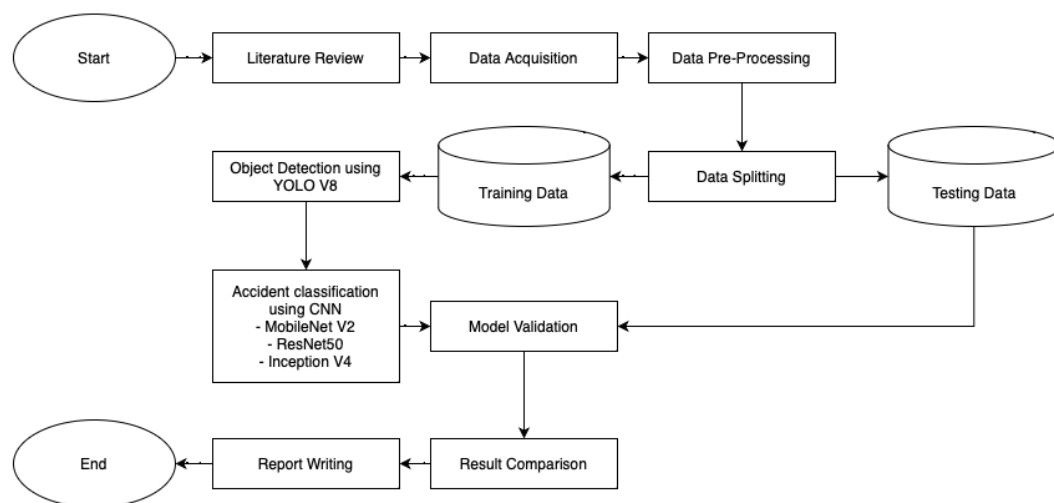 Start
Literature Review
Data Acquisition
Data Pre-Processing
Object Detection using
YOLO V8
Training Data
Data Splitting
Testing Data
Accident classification
using CNN
- MobileNet V2
- ResNet50
- Inception V4
Model Validation
End
Report Writing
Result Comparison